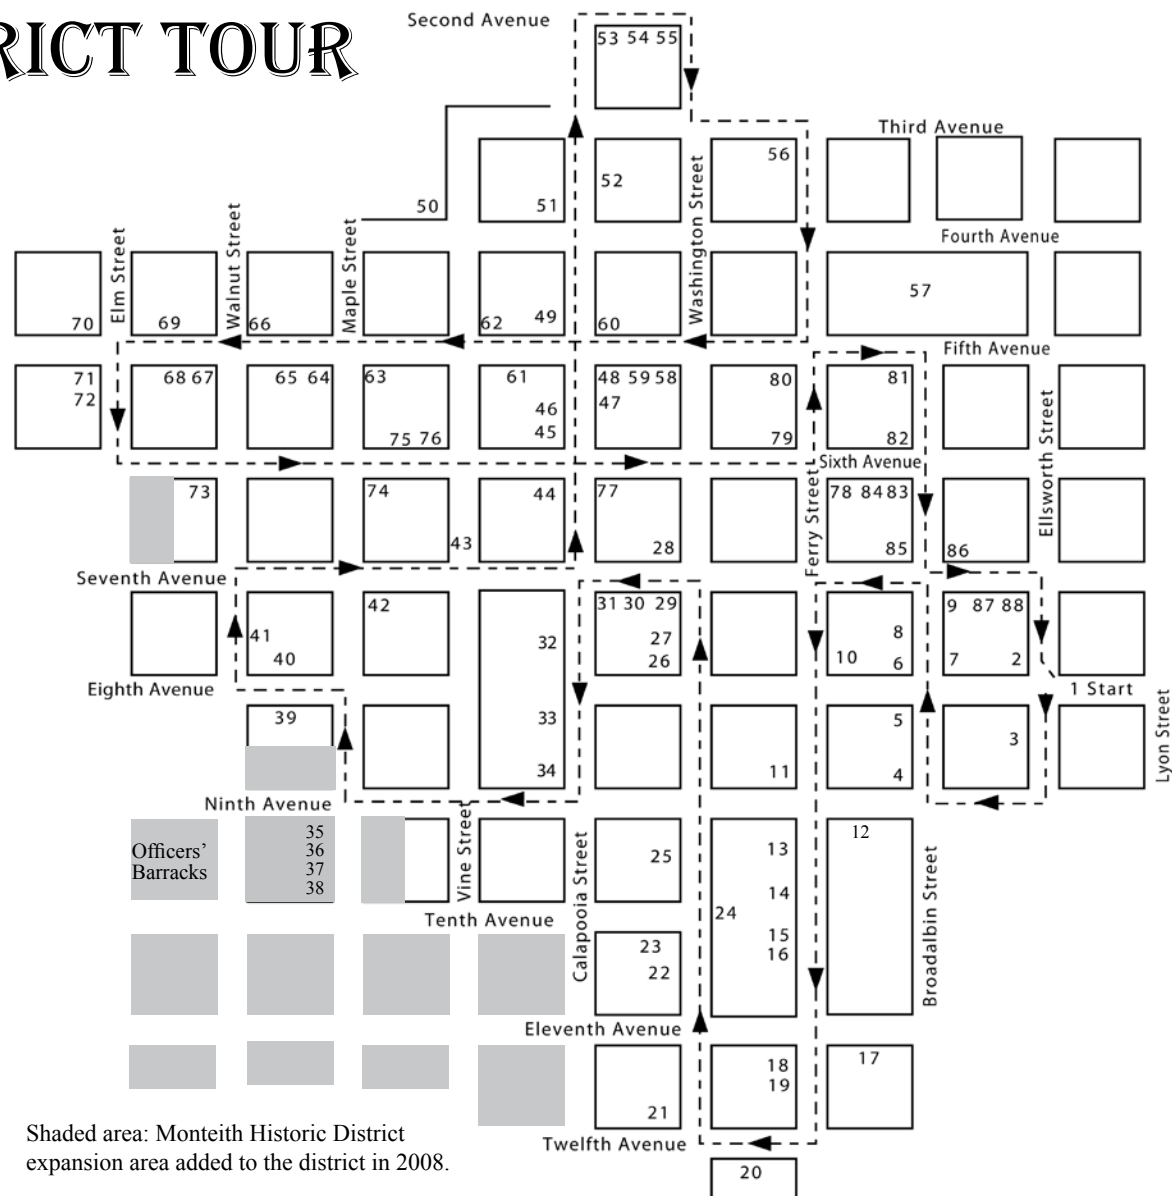 RICT TOUR
Second Avenue
53 54 55
Third Avenue
56
52
50
51
Washington Street
Elm Street
Walnut Street
Maple Street
Fourth Avenue
57
70
69
66
62
49
60
Fifth Avenue
71
72
68 67
65 64
63
75 76
61
46
45
48 59 58
47
80
79
81
82
Ellsworth Street
Sixth Avenue
73
74
43
44
77
28
Ferry Street
78 84 83
85
86
Seventh Avenue
41
40
42
32
33
34
31 30 29
27
26
8
10
6
9 87 88
7
2
Eighth Avenue
1 Start
39
11
5
4
3
Lyon Street
Ninth Avenue
Officers'
Barracks
35
36
37
38
Vine Street
Calapooia Street
25
13
14
24
15
16
12
Broadalbin Street
Tenth Avenue
23
22
Eleventh Avenue
21
18
19
17
Twelfth Avenue
20
Shaded area: Monteith Historic District
expansion area added to the district in 2008.